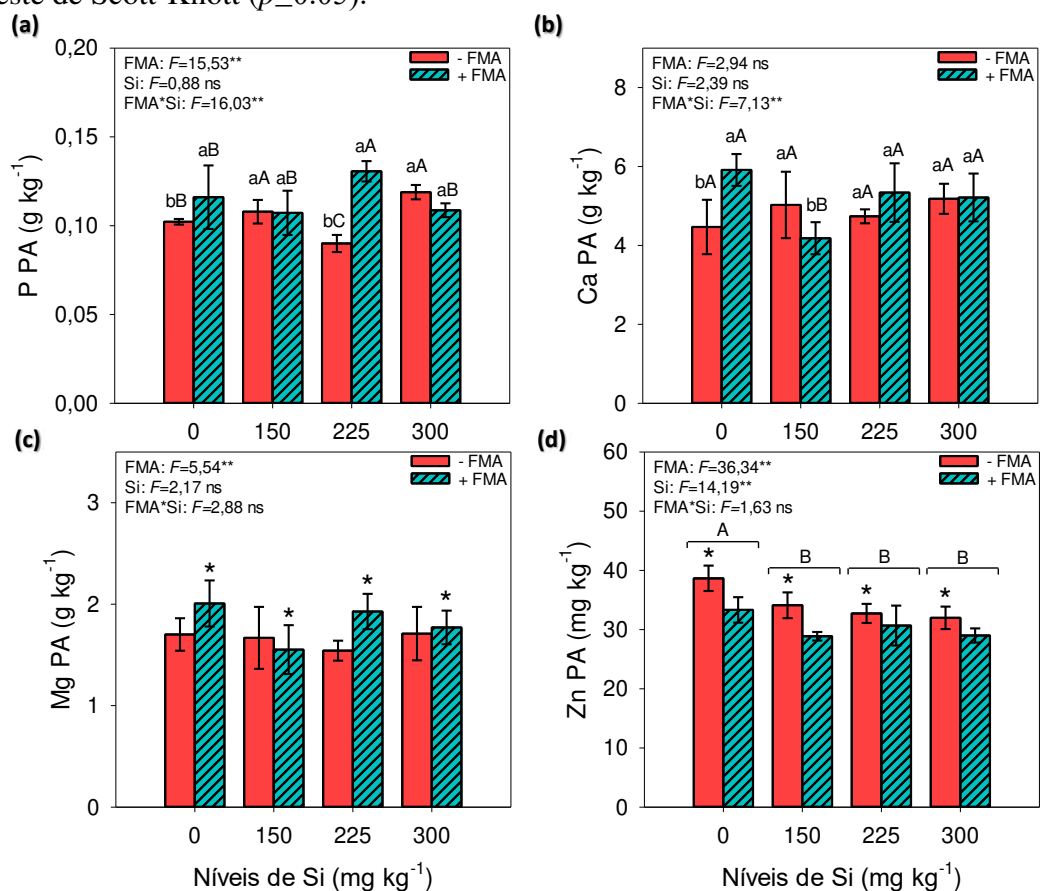 este de Scott-Knott (p≤0.05).
(a)
FMA: F=15,53**
Si: F=0,88 ns
FMA*Si: F=16,03**
- FMA
+ FMA
P PA (g kg⁻¹)
0,20
0,15
0,10
0,05
0,00
bB
aB
aA
aB
bC
aA
aA
aB
0 150 225 300
(b)
FMA: F=2,94 ns
Si: F=2,39 ns
FMA*Si: F=7,13**
- FMA
+ FMA
Ca PA (g kg⁻¹)
8
6
4
2
0
bA
aA
aA
bB
aA
aA
aA
aA
0 150 225 300
(c)
FMA: F=5,54**
Si: F=2,17 ns
FMA*Si: F=2,88 ns
- FMA
+ FMA
Mg PA (g kg⁻¹)
3
2
1
0
*
*
*
*
0 150 225 300
Níveis de Si (mg kg⁻¹)
(d)
FMA: F=36,34**
Si: F=14,19**
FMA*Si: F=1,63 ns
- FMA
+ FMA
Zn PA (mg kg⁻¹)
60
50
40
30
20
10
0
A
B
B
B
*
*
*
*
0 150 225 300
Níveis de Si (mg kg⁻¹)